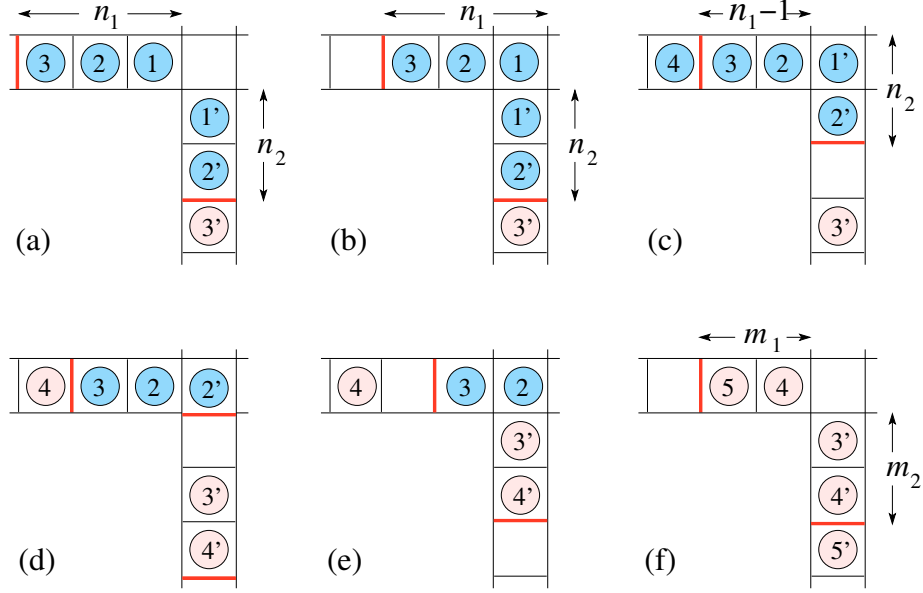 n1 n1 n1−1
3 2 1 3 2 1 4 3 2 1'
1' 1' 2' n2
2' n2 2' n2
3' 3' 3'
(a) (b) (c)
m1
4 3 2 2' 4 3 2 5 4
3' 3'
3' 4' 4' m2
4' 5'
(d) (e) (f)